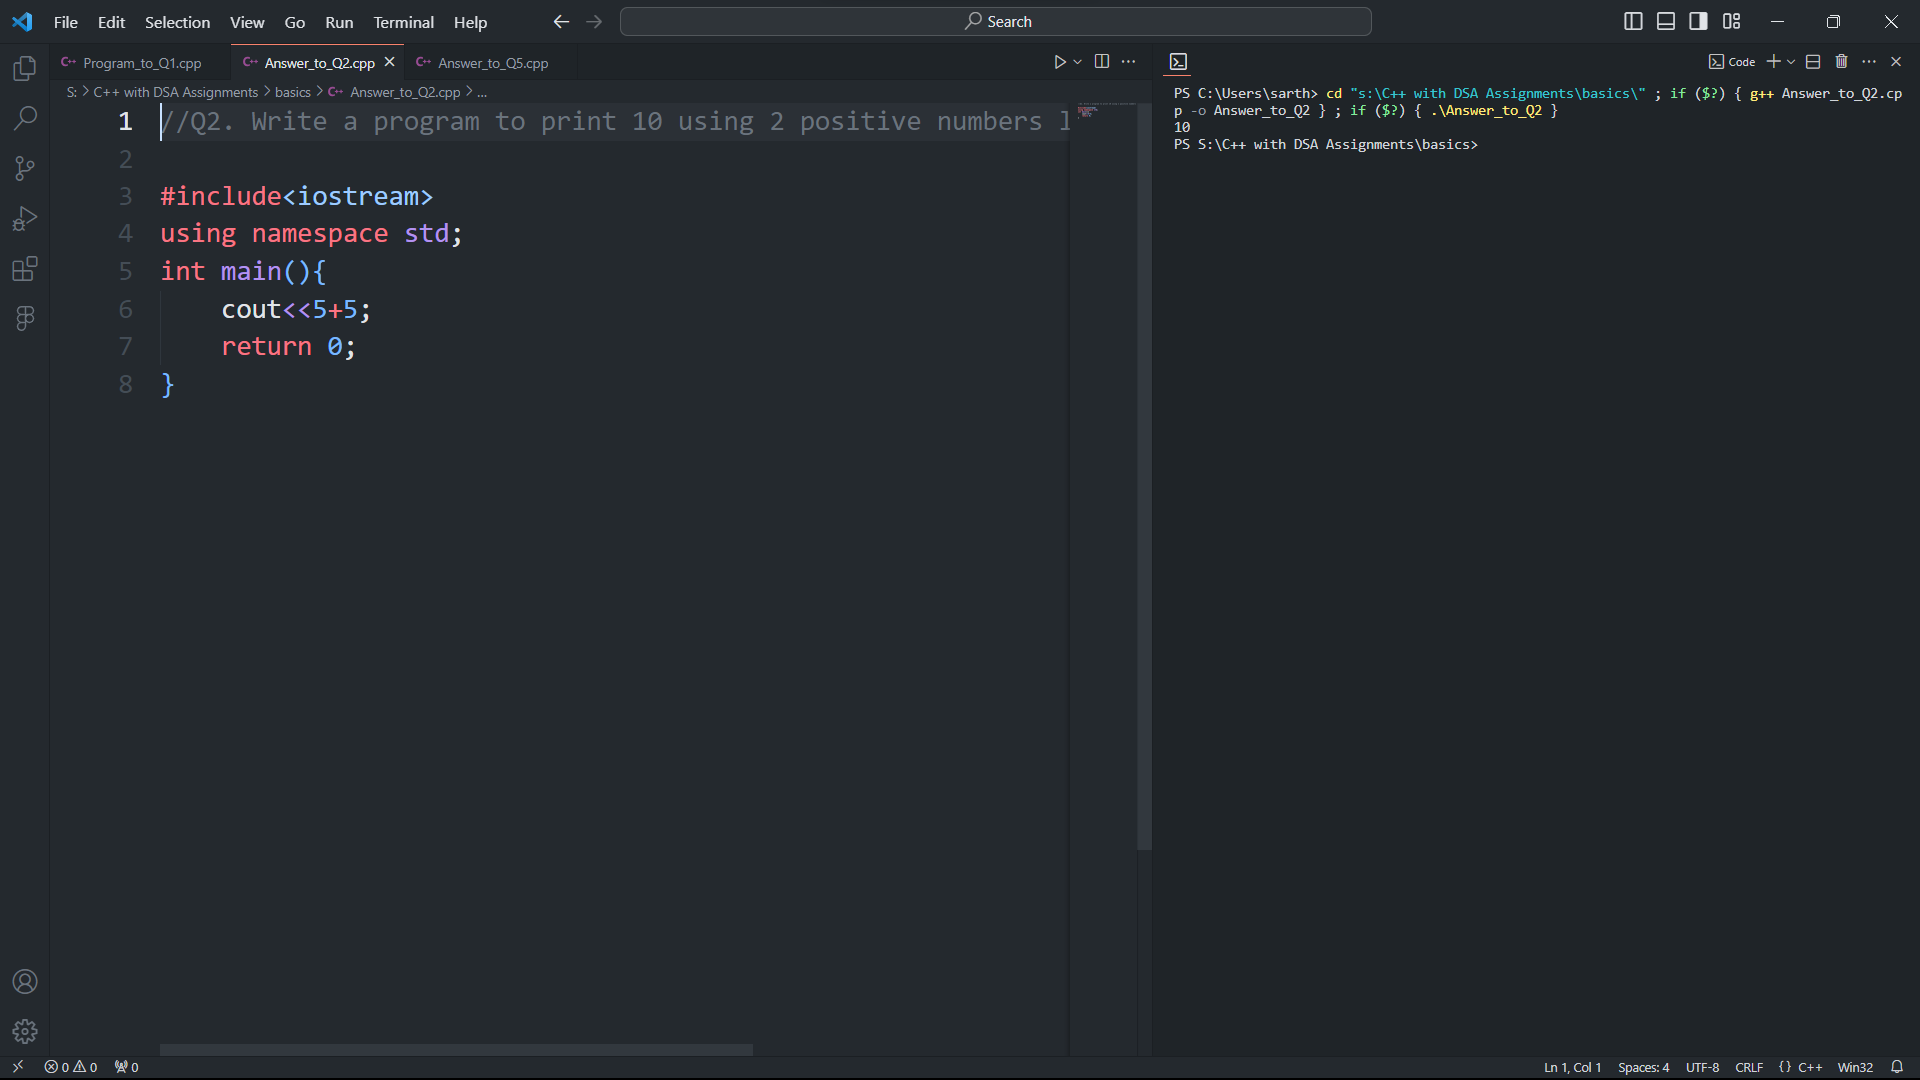 File Edit Selection View Go Run Terminal Help
Search
Program_to_Q1.cpp Answer_to_Q2.cpp Answer_to_Q5.cpp
Code
S: > C++ with DSA Assignments > basics > Answer_to_Q2.cpp > ...
1 //Q2. Write a program to print 10 using 2 positive numbers
2
3 #include<iostream>
4 using namespace std;
5 int main(){
6 cout<<5+5;
7 return 0;
8 }
PS C:\Users\sarth> cd "s:\C++ with DSA Assignments\basics\" ; if ($?) { g++ Answer_to_Q2.cp
p -o Answer_to_Q2 } ; if ($?) { .\Answer_to_Q2 }
10
PS S:\C++ with DSA Assignments\basics>
0 0 0
Ln 1, Col 1 Spaces: 4 UTF-8 CRLF {} C++ Win32